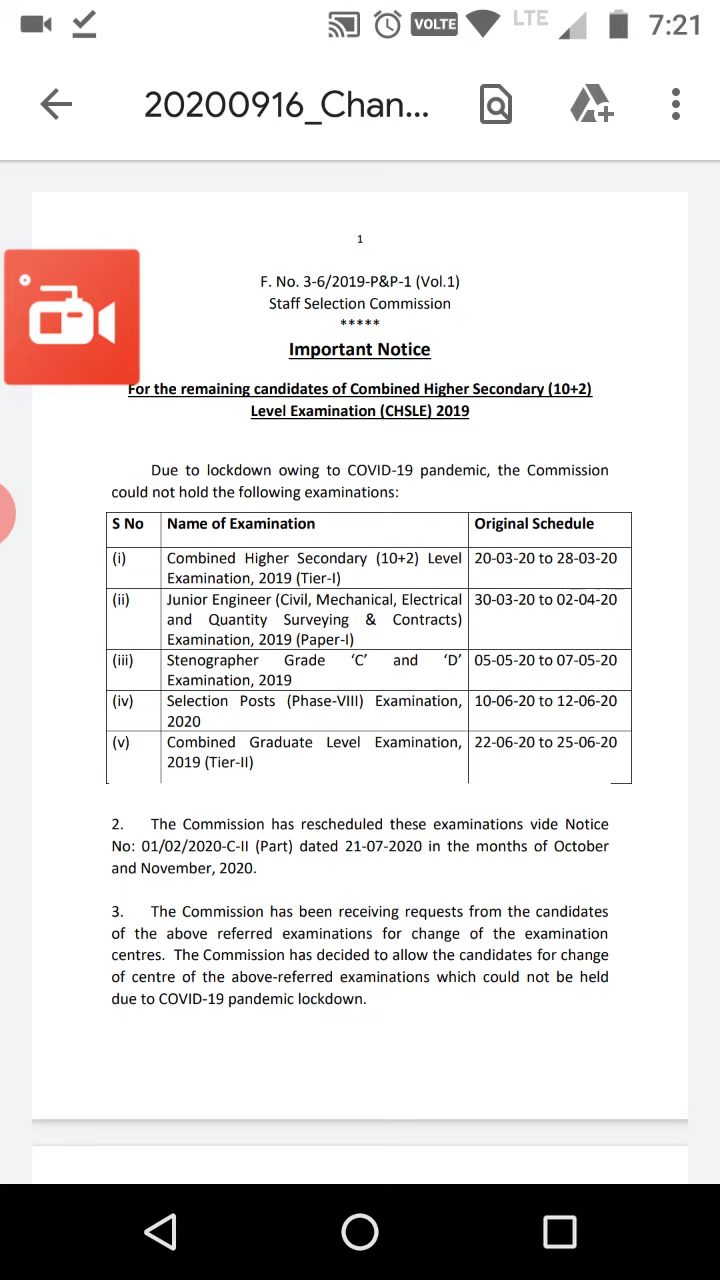 VOLTE LTE 7:21
20200916_Chan...
1
F. No. 3-6/2019-P&P-1 (Vol.1)
Staff Selection Commission
*****
Important Notice
For the remaining candidates of Combined Higher Secondary (10+2)
Level Examination (CHSLE) 2019
Due to lockdown owing to COVID-19 pandemic, the Commission
could not hold the following examinations:
S No Name of Examination Original Schedule
(i) Combined Higher Secondary (10+2) Level 20-03-20 to 28-03-20
Examination, 2019 (Tier-I)
(ii) Junior Engineer (Civil, Mechanical, Electrical 30-03-20 to 02-04-20
and Quantity Surveying & Contracts)
Examination, 2019 (Paper-I)
(iii) Stenographer Grade ‘C’ and ‘D’ 05-05-20 to 07-05-20
Examination, 2019
(iv) Selection Posts (Phase-VIII) Examination, 10-06-20 to 12-06-20
2020
(v) Combined Graduate Level Examination, 22-06-20 to 25-06-20
2019 (Tier-II)
2. The Commission has rescheduled these examinations vide Notice
No: 01/02/2020-C-II (Part) dated 21-07-2020 in the months of October
and November, 2020.
3. The Commission has been receiving requests from the candidates
of the above referred examinations for change of the examination
centres. The Commission has decided to allow the candidates for change
of centre of the above-referred examinations which could not be held
due to COVID-19 pandemic lockdown.